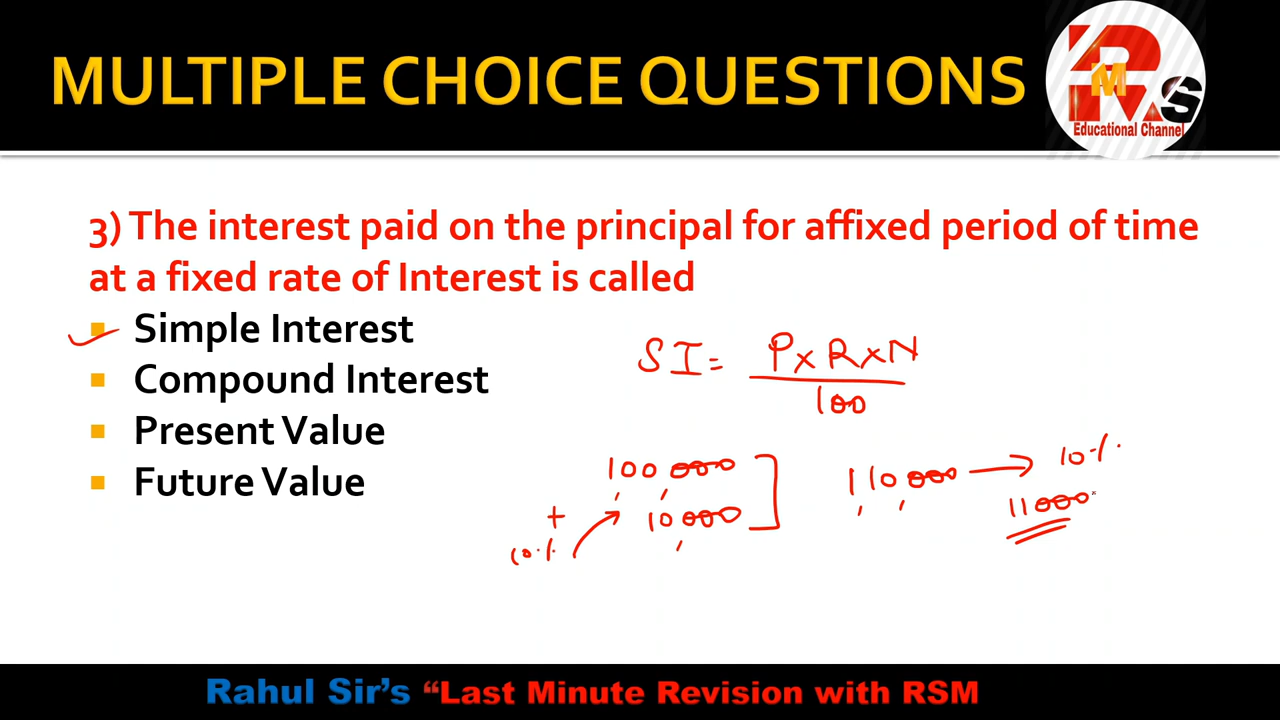 MULTIPLE CHOICE QUESTIONS
RMS
Educational Channel
3) The interest paid on the principal for affixed period of time
at a fixed rate of Interest is called
Simple Interest
Compound Interest
Present Value
Future Value
SI = P x R x N
100
100000
+ 10000
10%
110000 → 10%
11000
Rahul Sir's "Last Minute Revision with RSM